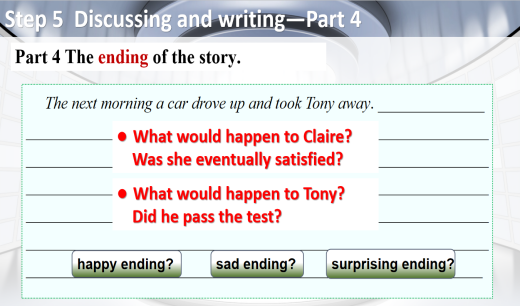 Step 5 Discussing and writing—Part 4
Part 4 The ending of the story.
The next morning a car drove up and took Tony away. ______________
● What would happen to Claire?
Was she eventually satisfied?
● What would happen to Tony?
Did he pass the test?
happy ending? sad ending? surprising ending?